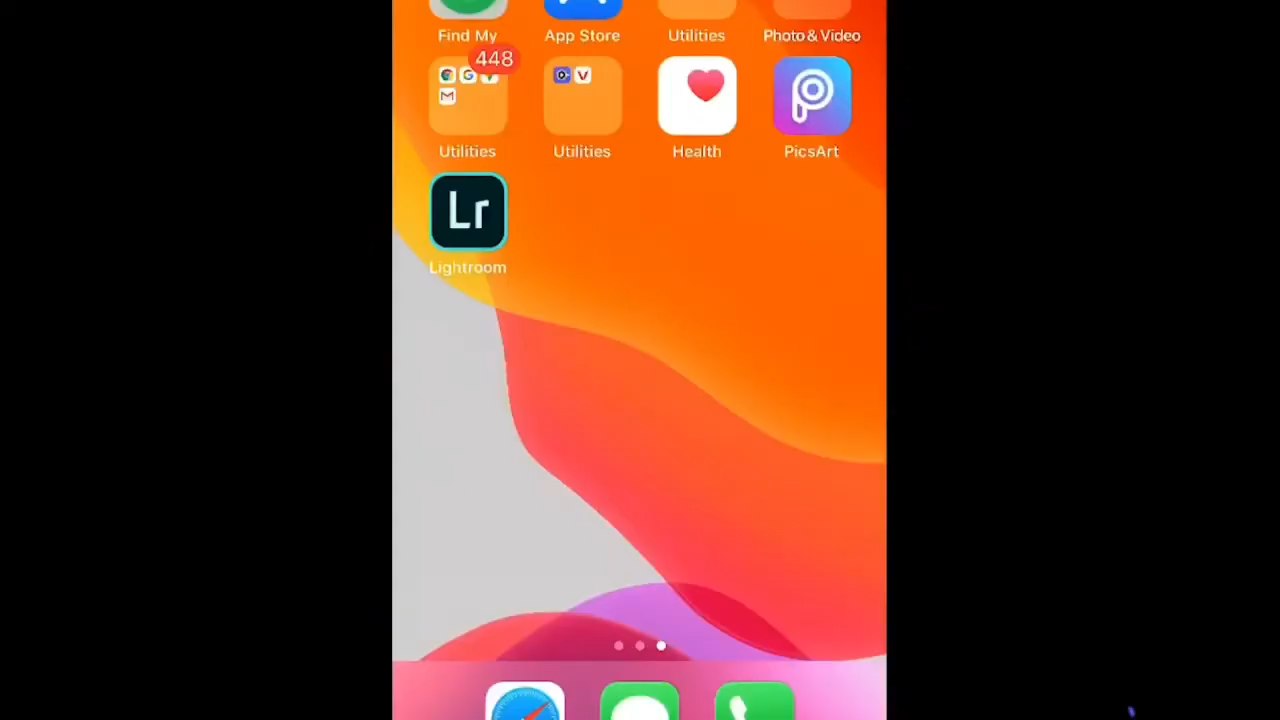 Find My App Store Utilities Photo & Video
448
Utilities Utilities Health PicsArt
Lr
Lightroom